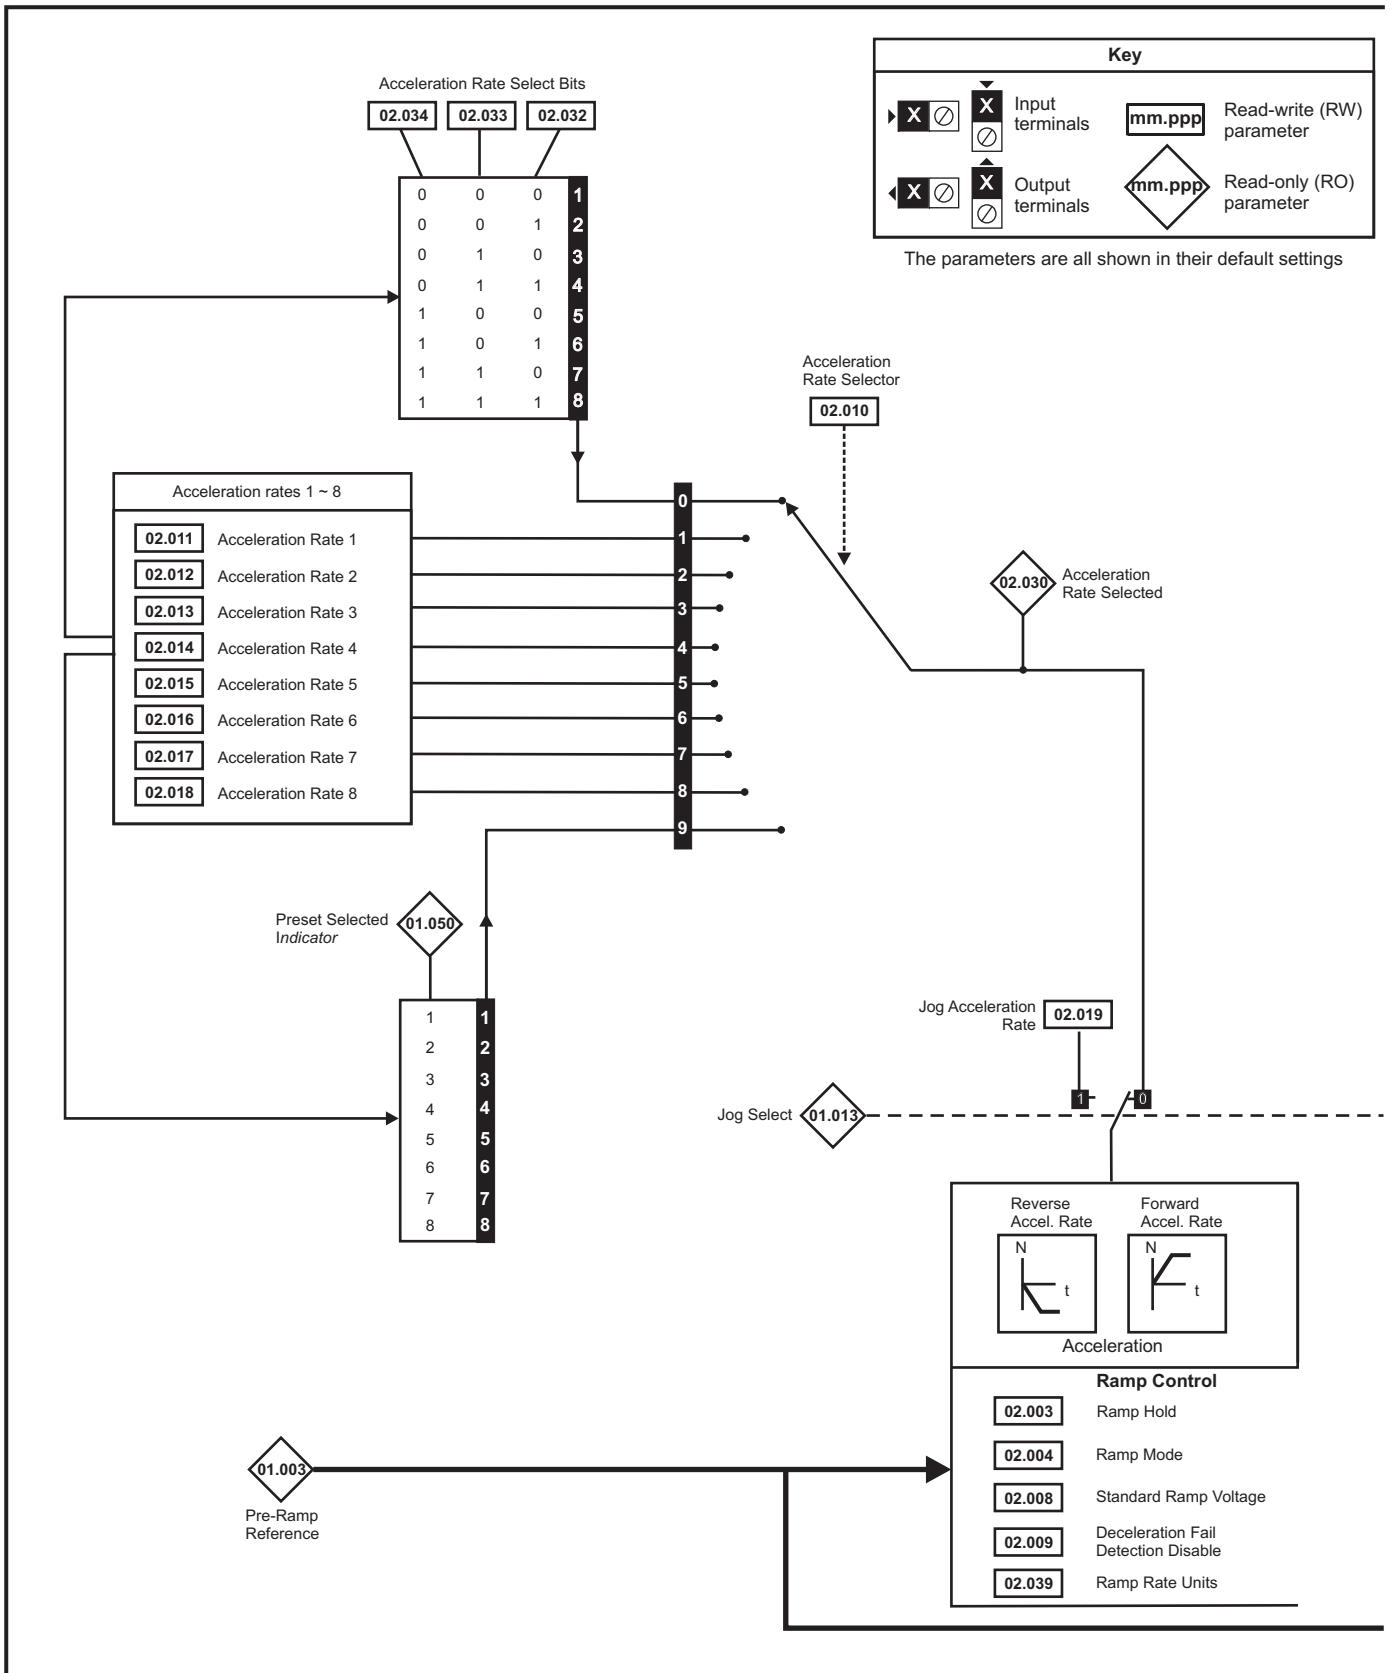 Key
X
X
Input
terminals
mm.ppp
Read-write (RW)
parameter
X
X
Output
terminals
mm.ppp
Read-only (RO)
parameter
The parameters are all shown in their default settings
Acceleration Rate Select Bits
02.034 02.033 02.032
0 0 0 1
0 0 1 2
0 1 0 3
0 1 1 4
1 0 0 5
1 0 1 6
1 1 0 7
1 1 1 8
Acceleration
Rate Selector
02.010
Acceleration rates 1 ~ 8
02.011 Acceleration Rate 1
02.012 Acceleration Rate 2
02.013 Acceleration Rate 3
02.014 Acceleration Rate 4
02.015 Acceleration Rate 5
02.016 Acceleration Rate 6
02.017 Acceleration Rate 7
02.018 Acceleration Rate 8
0
1
2
3
4
5
6
7
8
9
02.030
Acceleration
Rate Selected
Preset Selected
Indicator
01.050
1 1
2 2
3 3
4 4
5 5
6 6
7 7
8 8
Jog Acceleration
Rate
02.019
1 0
Jog Select
01.013
Reverse
Accel. Rate
N
t
Forward
Accel. Rate
N
t
Acceleration
Ramp Control
02.003 Ramp Hold
02.004 Ramp Mode
02.008 Standard Ramp Voltage
02.009 Deceleration Fail
Detection Disable
02.039 Ramp Rate Units
01.003
Pre-Ramp
Reference